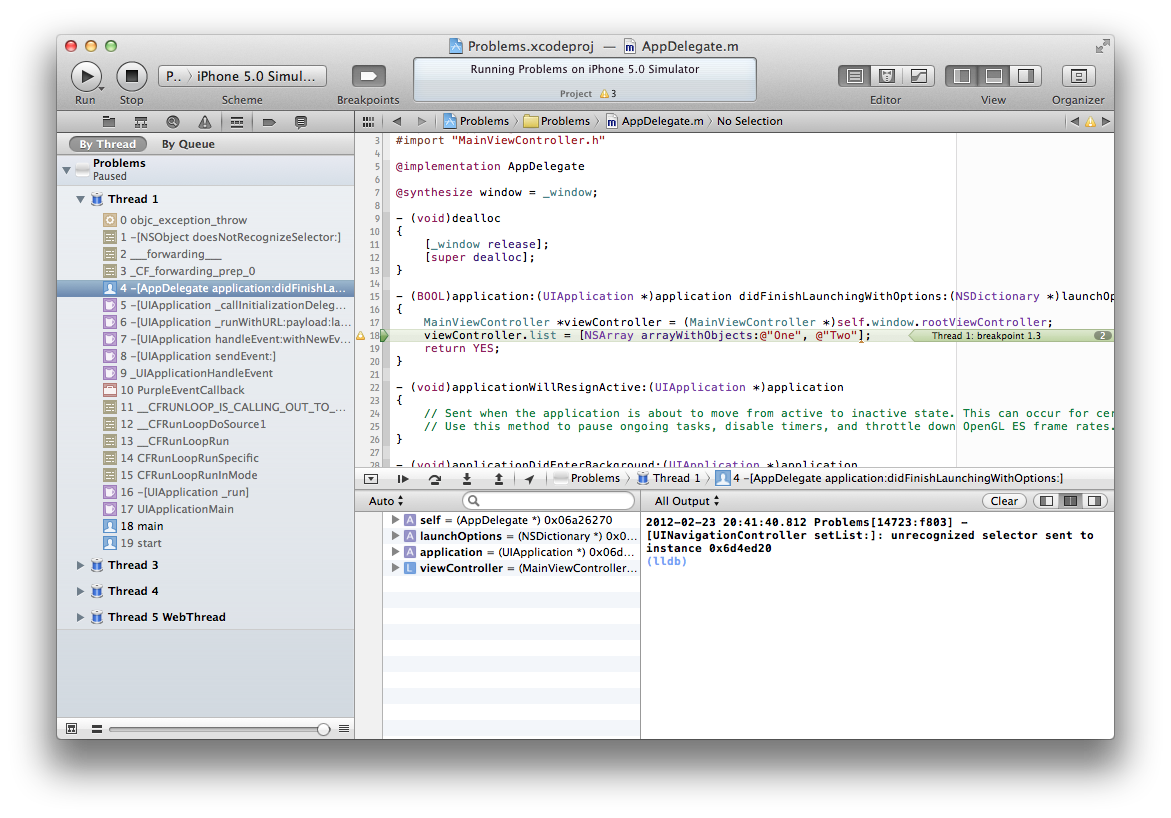 Problems.xcodeproj — AppDelegate.m
P.. 〉 iPhone 5.0 Simul...
Running Problems on iPhone 5.0 Simulator
Project 3
Run Stop Scheme Breakpoints Editor View Organizer
Problems 〉 Problems 〉 AppDelegate.m 〉 No Selection
By Thread By Queue
Problems
Paused
Thread 1
0 objc_exception_throw
1 -[NSObject doesNotRecognizeSelector:]
2 ___forwarding___
3 _CF_forwarding_prep_0
4 -[AppDelegate application:didFinishLa...
5 -[UIApplication _callInitializationDeleg...
6 -[UIApplication _runWithURL:payload:la...
7 -[UIApplication handleEvent:withNewEv...
8 -[UIApplication sendEvent:]
9 _UIApplicationHandleEvent
10 PurpleEventCallback
11 __CFRUNLOOP_IS_CALLING_OUT_TO_...
12 __CFRunLoopDoSource1
13 __CFRunLoopRun
14 CFRunLoopRunSpecific
15 CFRunLoopRunInMode
16 -[UIApplication _run]
17 UIApplicationMain
18 main
19 start
Thread 3
Thread 4
Thread 5 WebThread
3 #import "MainViewController.h"
4
5 @implementation AppDelegate
6
7 @synthesize window = _window;
8
9 - (void)dealloc
10 {
11 [_window release];
12 [super dealloc];
13 }
14
15 - (BOOL)application:(UIApplication *)application didFinishLaunchingWithOptions:(NSDictionary *)launchOp
16 {
17 MainViewController *viewController = (MainViewController *)self.window.rootViewController;
18 viewController.list = [NSArray arrayWithObjects:@"One", @"Two"]; Thread 1: breakpoint 1.3 2
19 return YES;
20 }
21
22 - (void)applicationWillResignActive:(UIApplication *)application
23 {
24 // Sent when the application is about to move from active to inactive state. This can occur for cer
25 // Use this method to pause ongoing tasks, disable timers, and throttle down OpenGL ES frame rates.
26 }
27
28 - (void)applicationDidEnterBackground:(UIApplication *)application
Problems 〉 Thread 1 〉 4 -[AppDelegate application:didFinishLaunchingWithOptions:]
Auto
All Output Clear
A self = (AppDelegate *) 0x06a26270
A launchOptions = (NSDictionary *) 0x0...
A application = (UIApplication *) 0x06d...
L viewController = (MainViewController...
2012-02-23 20:41:40.812 Problems[14723:f803] -
[UINavigationController setList:]: unrecognized selector sent to
instance 0x6d4ed20
(lldb)